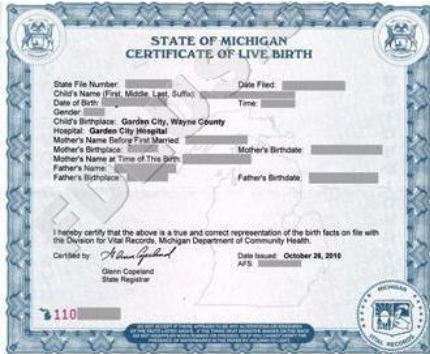 STATE OF MICHIGAN
CERTIFICATE OF LIVE BIRTH
State File Number: Date Filed:
Child's Name (First, Middle, Last, Suffix):
Date of Birth: Time:
Gender:
Child's Birthplace: Garden City, Wayne County
Hospital: Garden City Hospital
Mother's Name Before First Married:
Mother's Birthplace: Mother's Birthdate:
Mother's Name at Time of This Birth:
Father's Name:
Father's Birthplace: Father's Birthdate:
I hereby certify that the above is a true and correct representation of the birth facts on file with
the Division for Vital Records, Michigan Department of Community Health.
Certified by: Glenn Copeland Date Issued: October 26, 2010
AFS:
Glenn Copeland
State Registrar
110
MICHIGAN
VITAL RECORDS